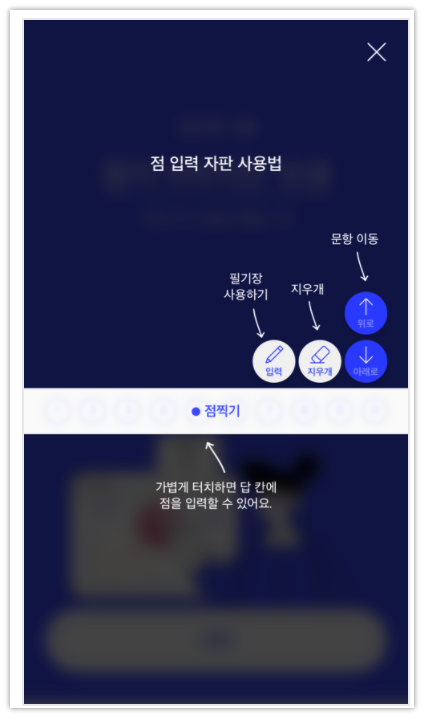 점 입력 자판 사용법
문항 이동
필기장
사용하기
지우개
위로
입력
지우개
아래로
점찍기
가볍게 터치하면 답 칸에
점을 입력할 수 있어요.